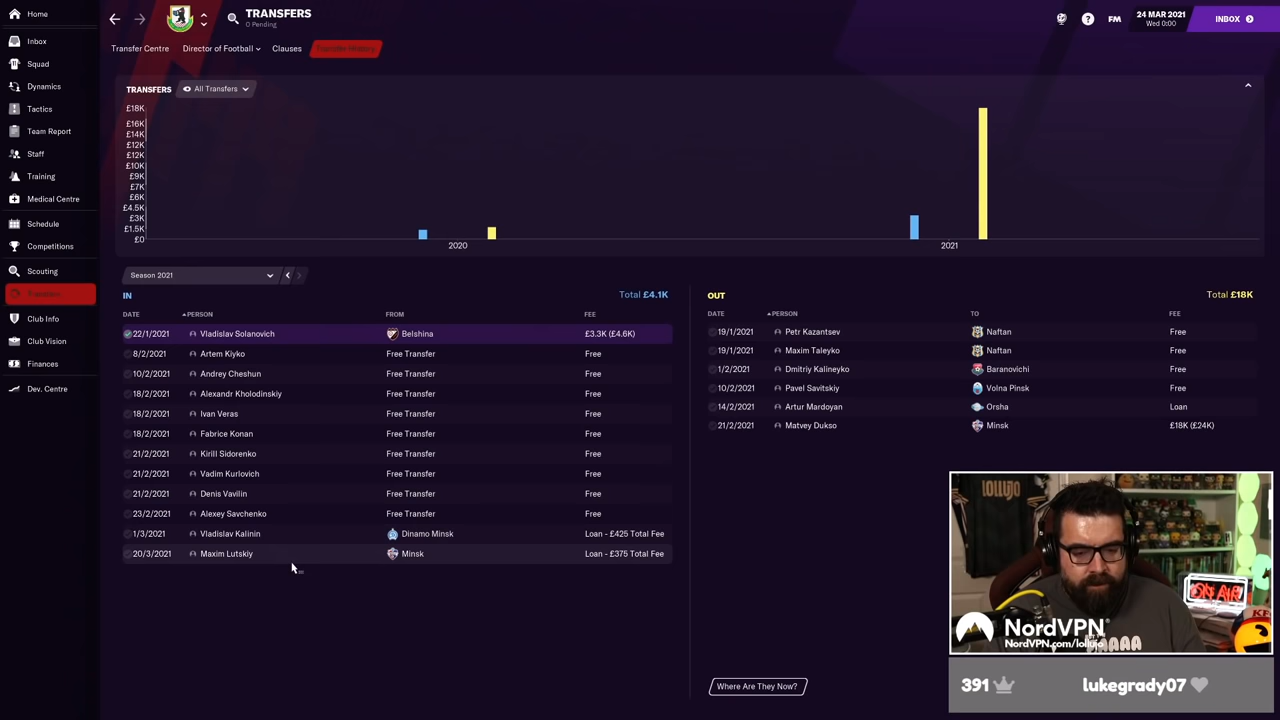 Home
TRANSFERS
0 Pending
24 MAR 2021
Wed 0:00
FM
INBOX
Transfer Centre
Director of Football
Clauses
Transfer History
Inbox
Squad
Dynamics
Tactics
Team Report
Staff
Training
Medical Centre
Schedule
Competitions
Scouting
Transfers
Club Info
Club Vision
Finances
Dev. Centre
TRANSFERS
All Transfers
£18K
£16K
£14K
£12K
£12K
£10K
£9K
£7K
£6K
£4.5K
£3K
£1.5K
£0
2020
2021
Season 2021
IN
Total £4.1K
DATE PERSON FROM FEE
22/1/2021 Vladislav Solanovich Belshina £3.3K (£4.6K)
8/2/2021 Artem Kiyko Free Transfer Free
10/2/2021 Andrey Cheshun Free Transfer Free
18/2/2021 Alexandr Kholodinskiy Free Transfer Free
18/2/2021 Ivan Veras Free Transfer Free
18/2/2021 Fabrice Konan Free Transfer Free
21/2/2021 Kirill Sidorenko Free Transfer Free
21/2/2021 Vadim Kurlovich Free Transfer Free
21/2/2021 Denis Vavilin Free Transfer Free
23/2/2021 Alexey Savchenko Free Transfer Free
1/3/2021 Vladislav Kalinin Dinamo Minsk Loan - £425 Total Fee
20/3/2021 Maxim Lutskiy Minsk Loan - £375 Total Fee
OUT
Total £18K
DATE PERSON TO FEE
19/1/2021 Petr Kazantsev Naftan Free
19/1/2021 Maxim Taleyko Naftan Free
1/2/2021 Dmitriy Kalineyko Baranovichi Free
10/2/2021 Pavel Savitskiy Volna Pinsk Free
14/2/2021 Artur Mardoyan Orsha Loan
21/2/2021 Matvey Dukso Minsk £18K (£24K)
Where Are They Now?
lollujo
ON AIR
NordVPN®
NordVPN.com/lollujo
391
lukegrady07